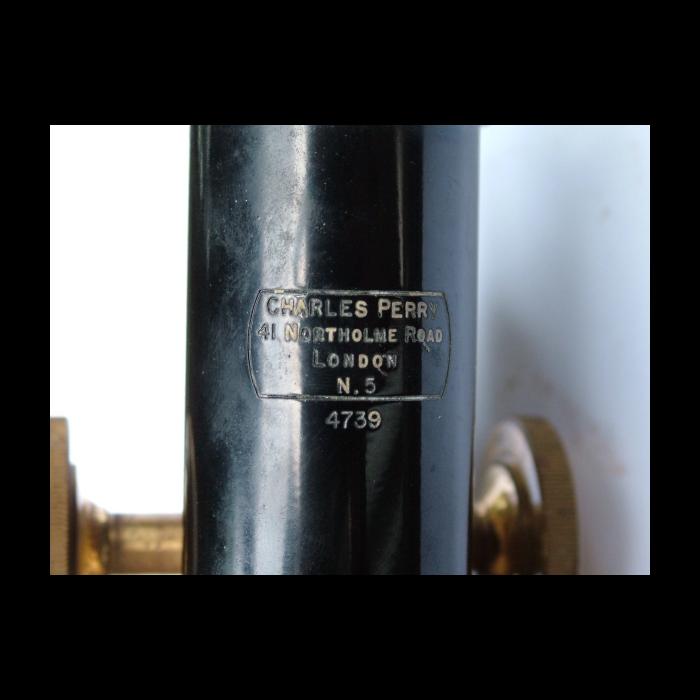 CHARLES PERRY
41 NORTHOLME ROAD
LONDON
N.5
4739